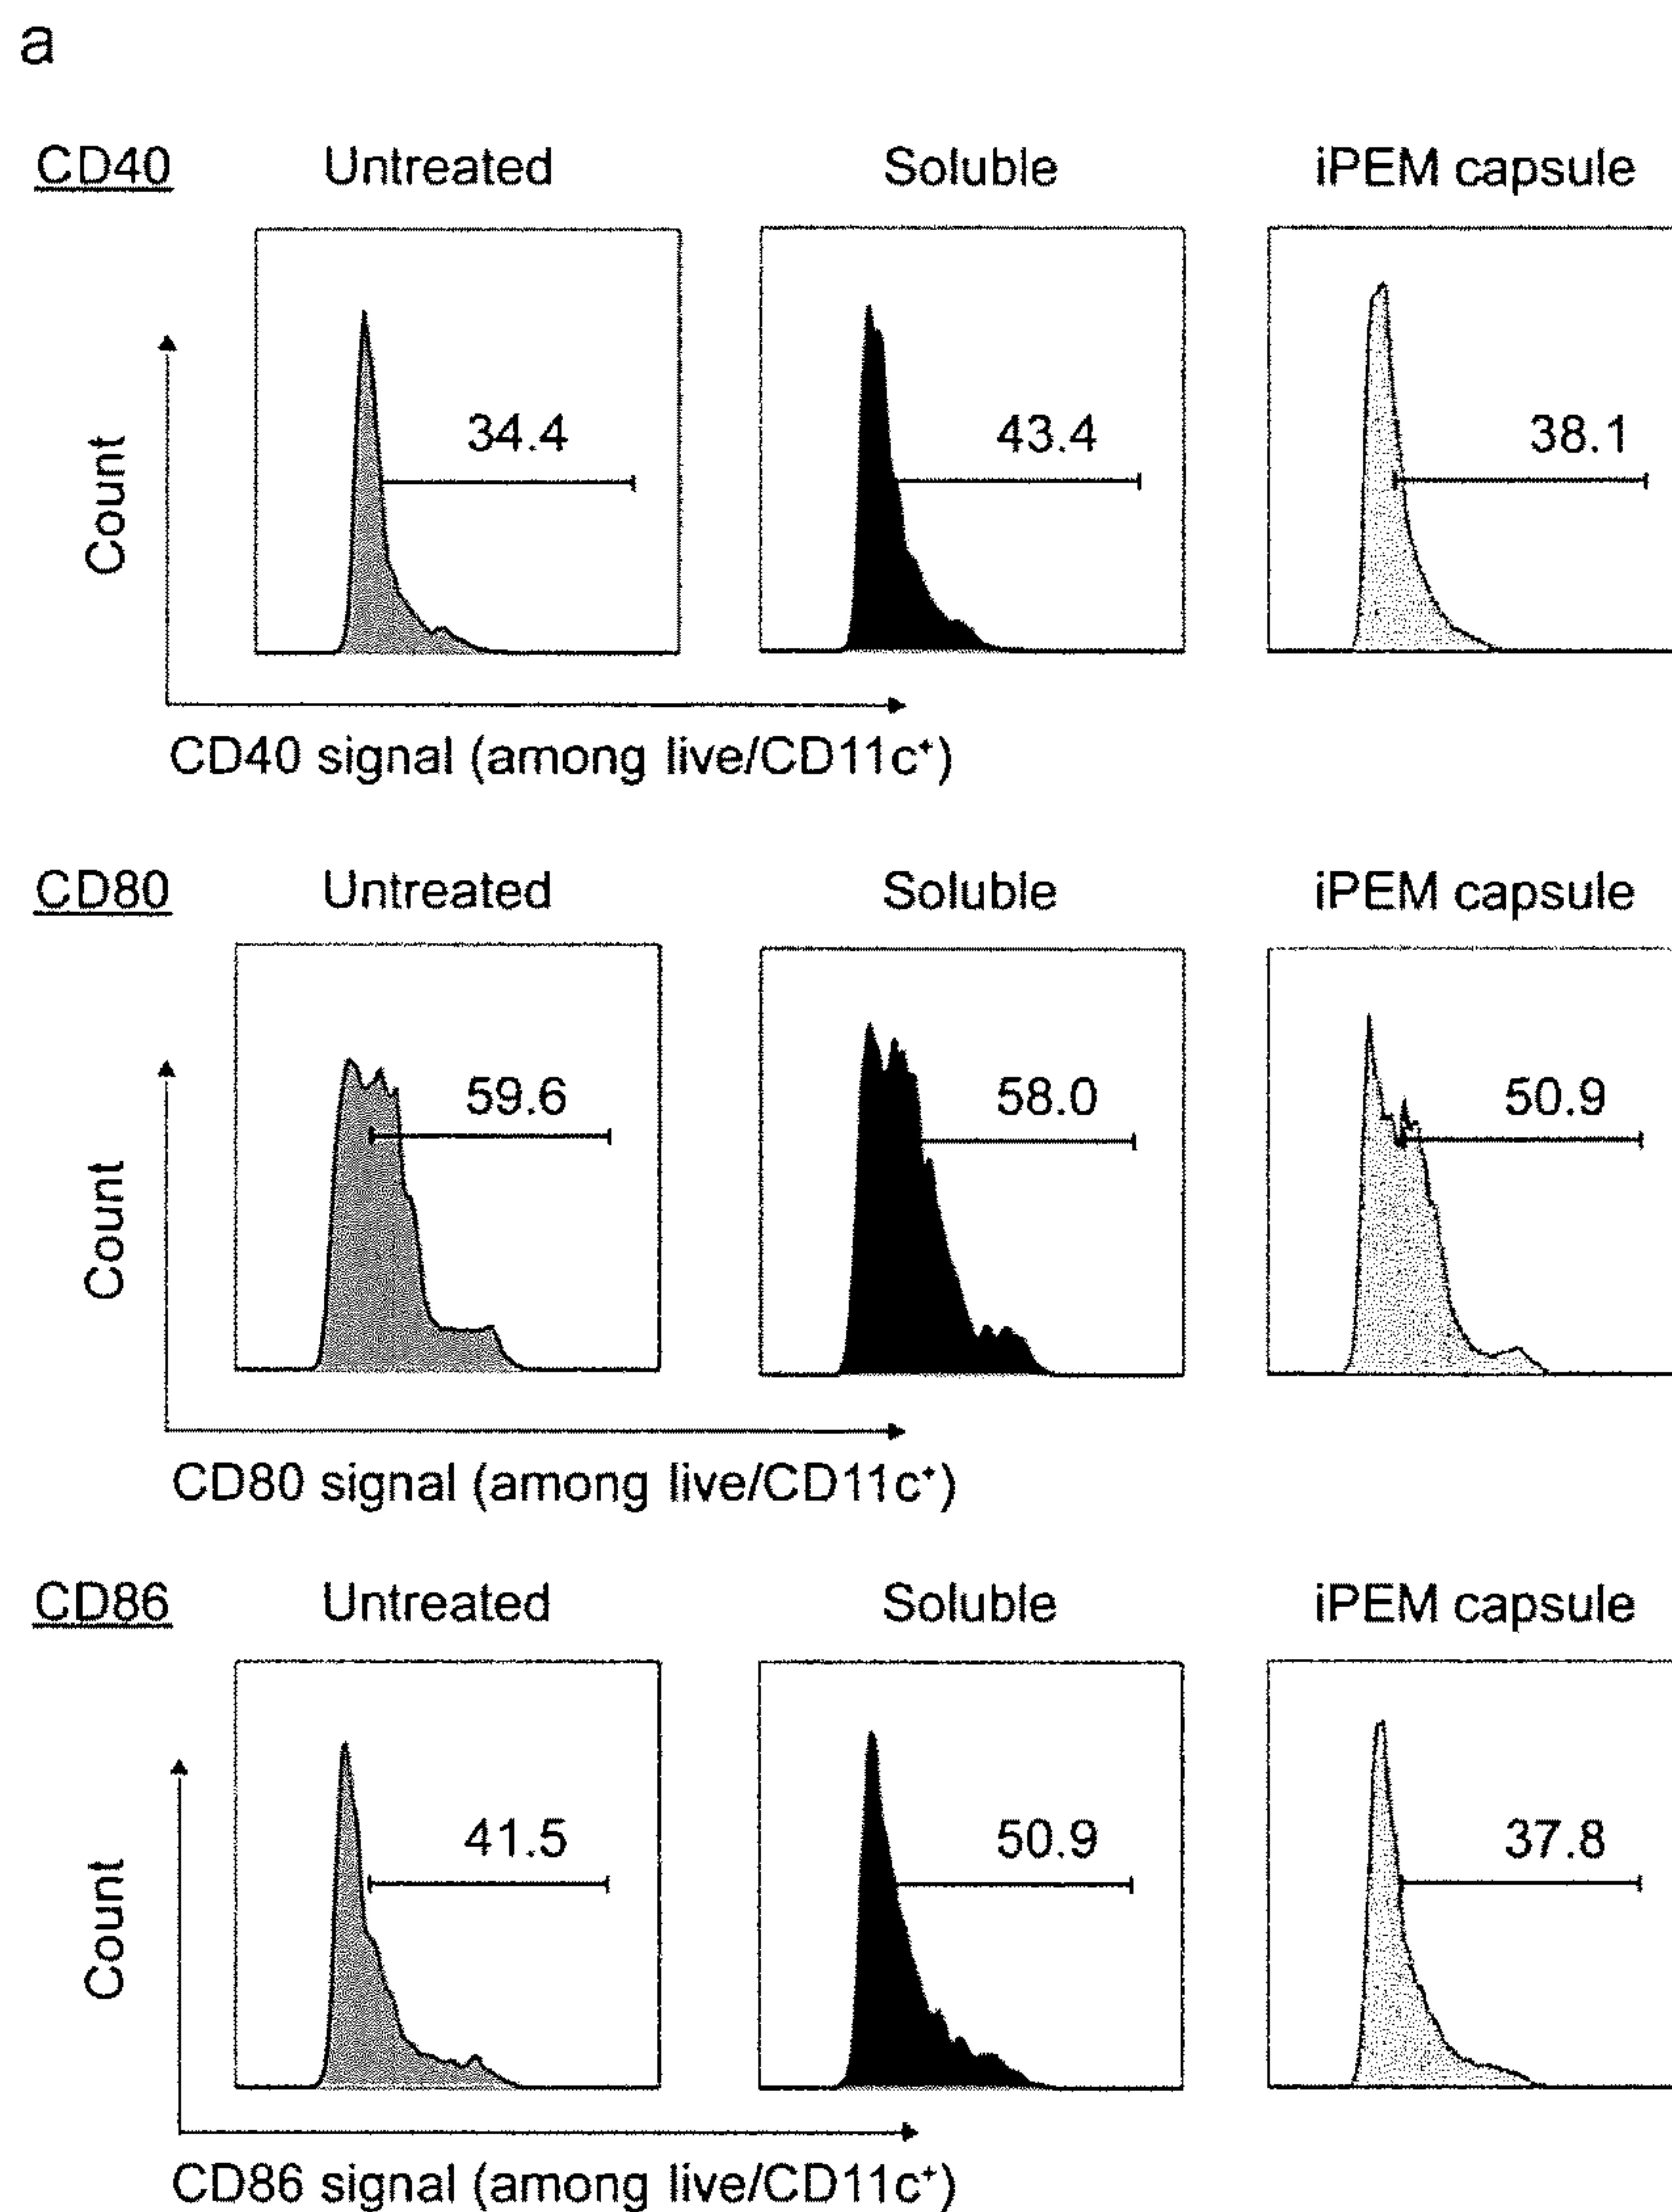 a
CD40 Untreated Soluble iPEM capsule
34.4 43.4 38.1
Count
CD40 signal (among live/CD11c⁺)
CD80 Untreated Soluble iPEM capsule
59.6 58.0 50.9
Count
CD80 signal (among live/CD11c⁺)
CD86 Untreated Soluble iPEM capsule
41.5 50.9 37.8
Count
CD86 signal (among live/CD11c⁺)